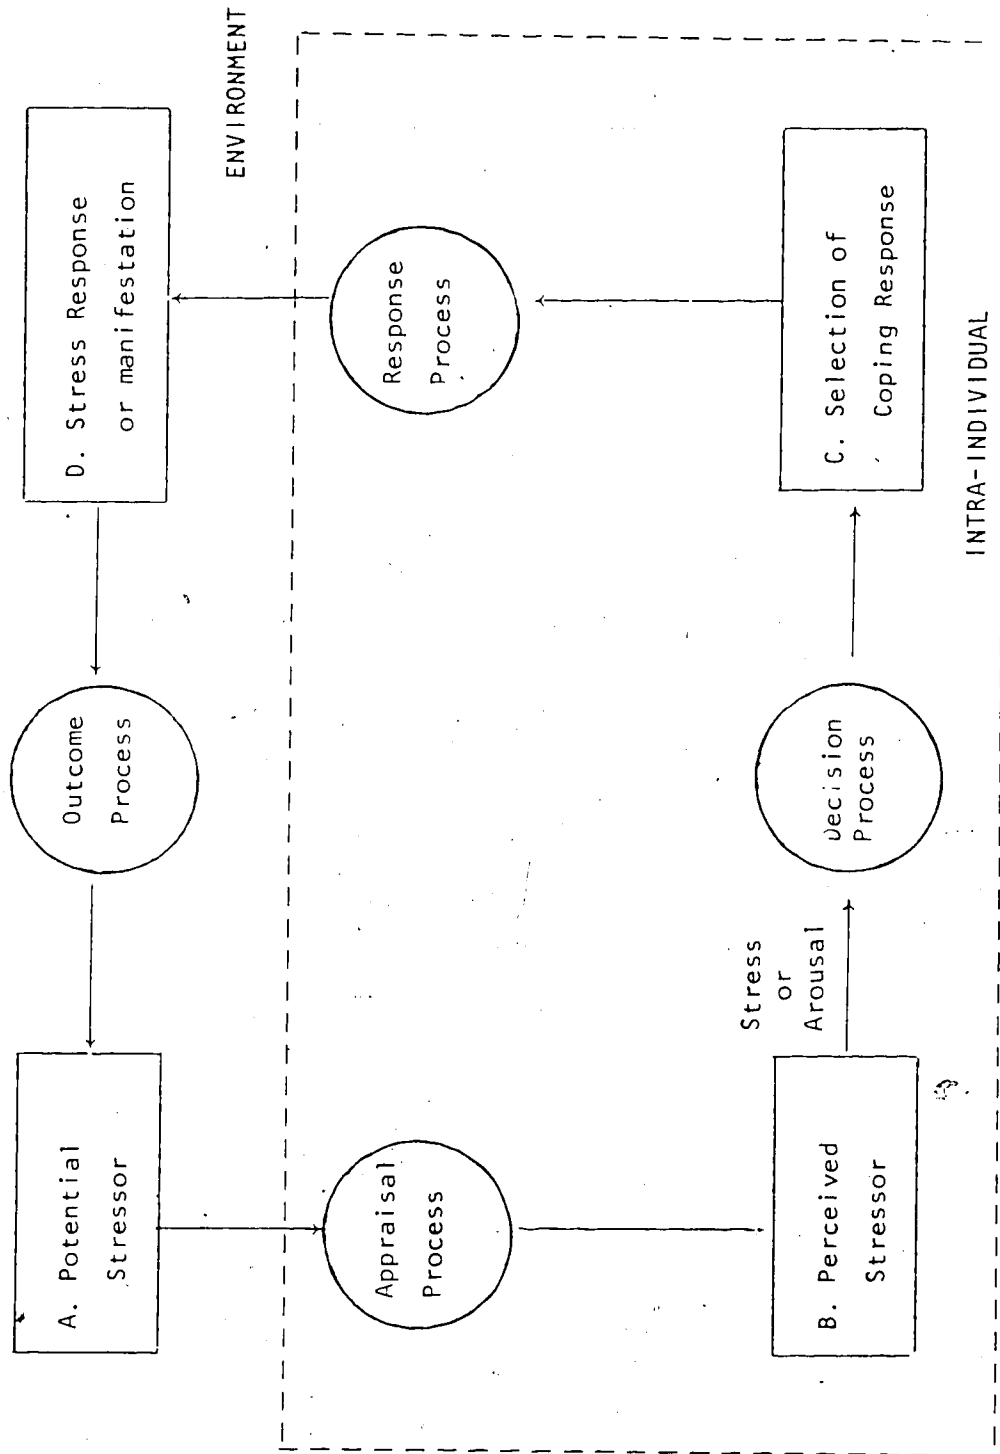 A. Potential
Stressor
Outcome
Process
D. Stress Response
or manifestation
ENVIRONMENT
Appraisal
Process
Response
Process
Stress
or
Arousal
B. Perceived
Stressor
Decision
Process
C. Selection of
Coping Response
INTRA-INDIVIDUAL